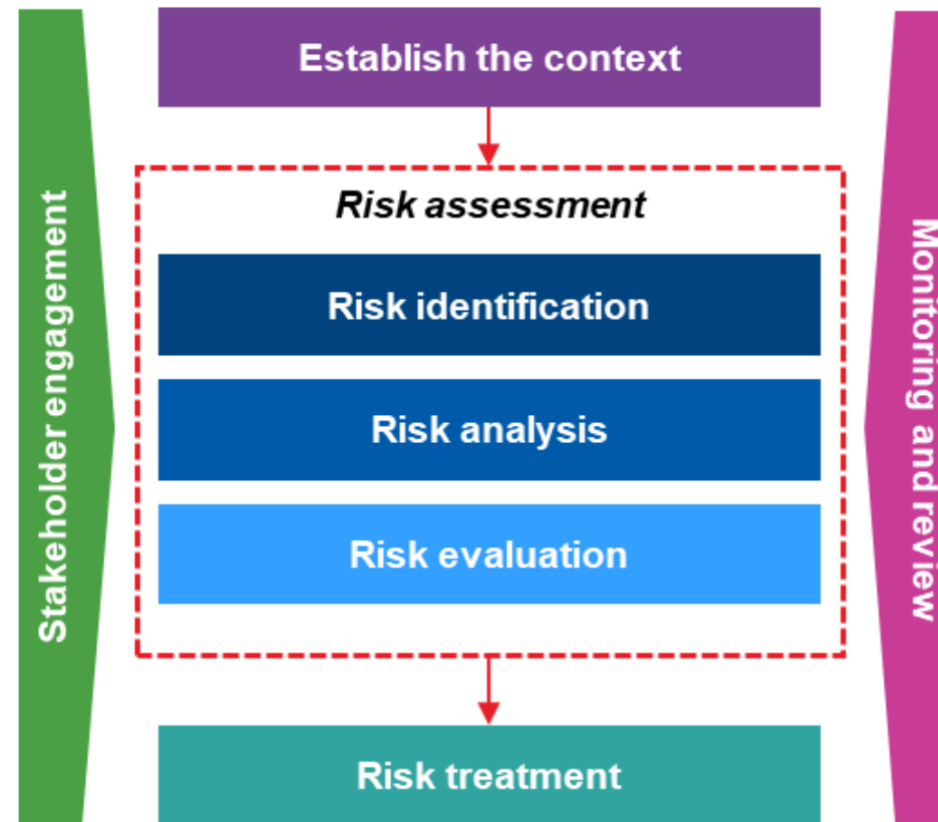 Establish the context
Stakeholder engagement
Risk assessment
Risk identification
Risk analysis
Risk evaluation
Monitoring and review
Risk treatment